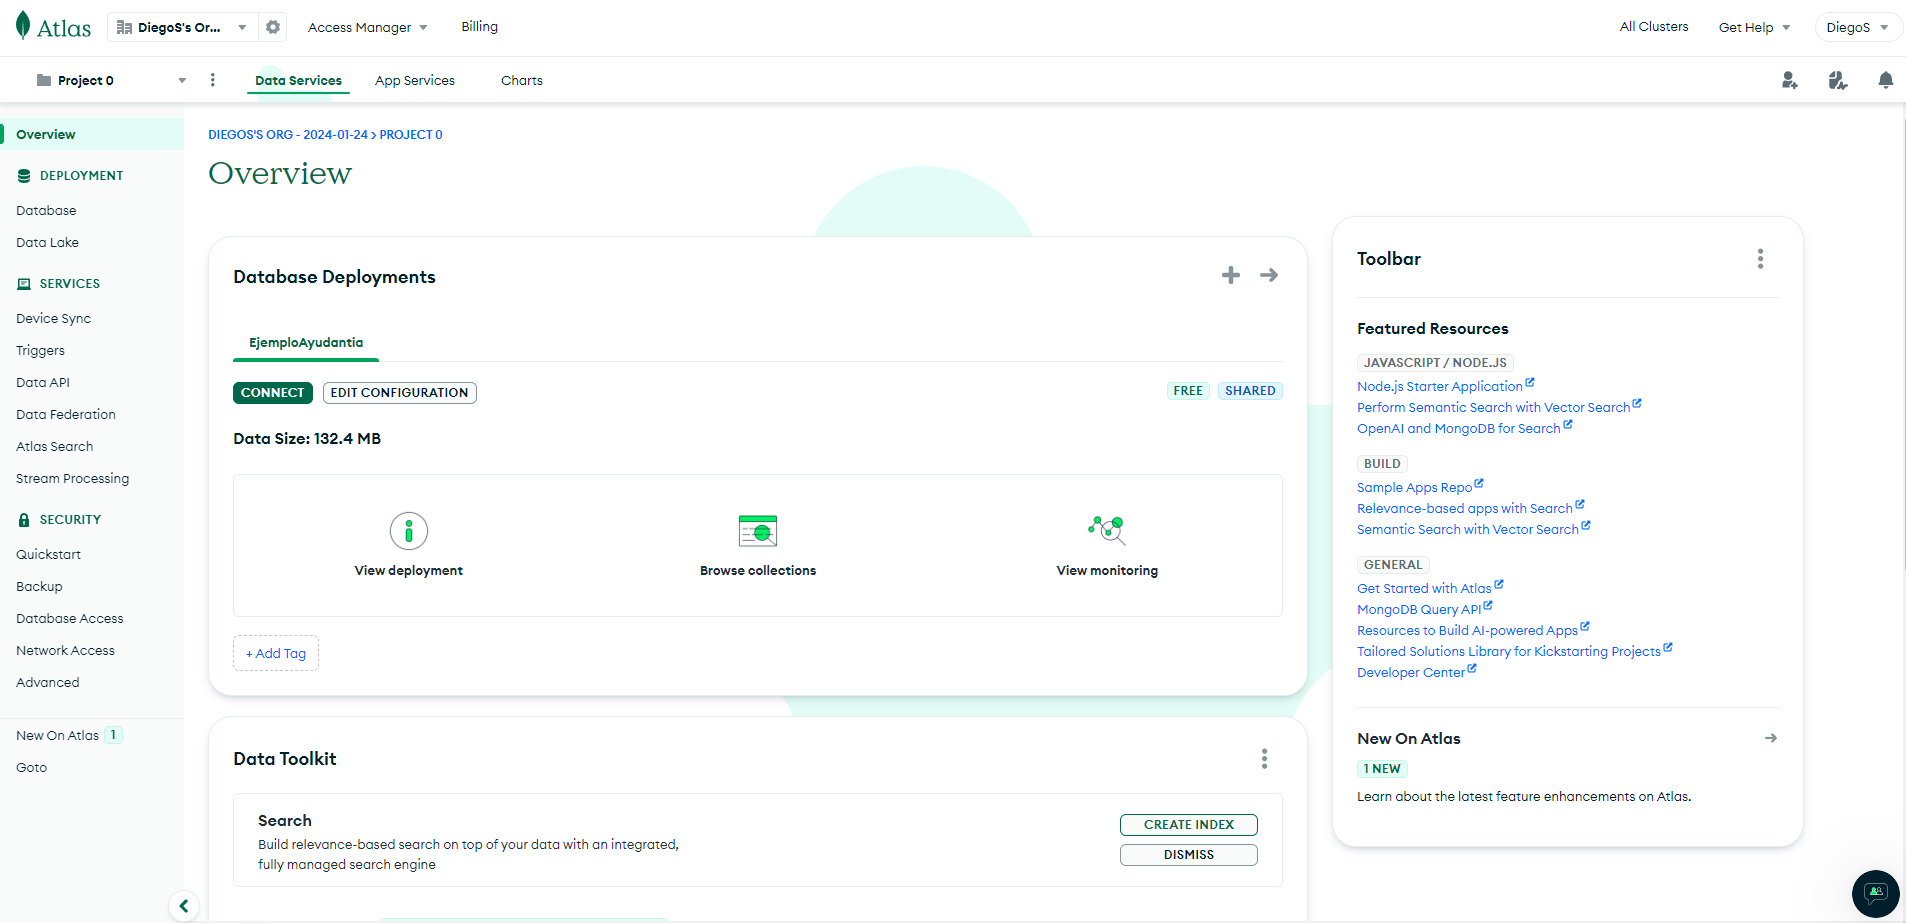 Atlas
DiegoS's Or...
Access Manager
Billing
All Clusters
Get Help
DiegoS
Project 0
Data Services
App Services
Charts
Overview
DEPLOYMENT
Database
Data Lake
SERVICES
Device Sync
Triggers
Data API
Data Federation
Atlas Search
Stream Processing
SECURITY
Quickstart
Backup
Database Access
Network Access
Advanced
New On Atlas 1
Goto
DIEGOS'S ORG - 2024-01-24 > PROJECT 0
Overview
Database Deployments
EjemploAyudantia
CONNECT
EDIT CONFIGURATION
FREE
SHARED
Data Size: 132.4 MB
View deployment
Browse collections
View monitoring
+ Add Tag
Data Toolkit
Search
Build relevance-based search on top of your data with an integrated,
fully managed search engine
CREATE INDEX
DISMISS
Toolbar
Featured Resources
JAVASCRIPT / NODE.JS
Node.js Starter Application
Perform Semantic Search with Vector Search
OpenAI and MongoDB for Search
BUILD
Sample Apps Repo
Relevance-based apps with Search
Semantic Search with Vector Search
GENERAL
Get Started with Atlas
MongoDB Query API
Resources to Build AI-powered Apps
Tailored Solutions Library for Kickstarting Projects
Developer Center
New On Atlas
1 NEW
Learn about the latest feature enhancements on Atlas.